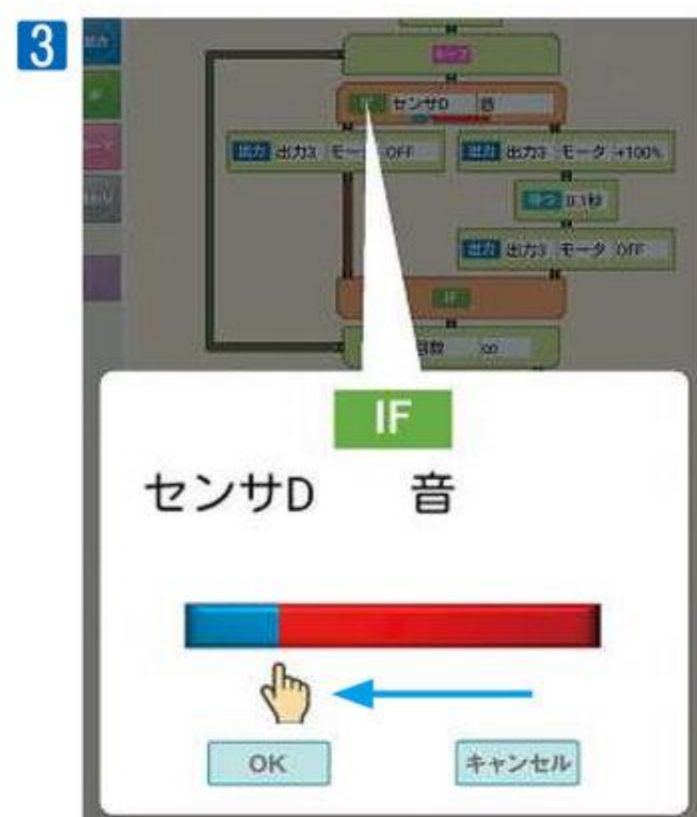 3
ループ
IF センサD 音
出力 出力3 モータ OFF
出力 出力3 モータ +100%
待つ 0.1秒
出力 出力3 モータ OFF
IF
回数 ∞
IF
センサD 音
OK キャンセル